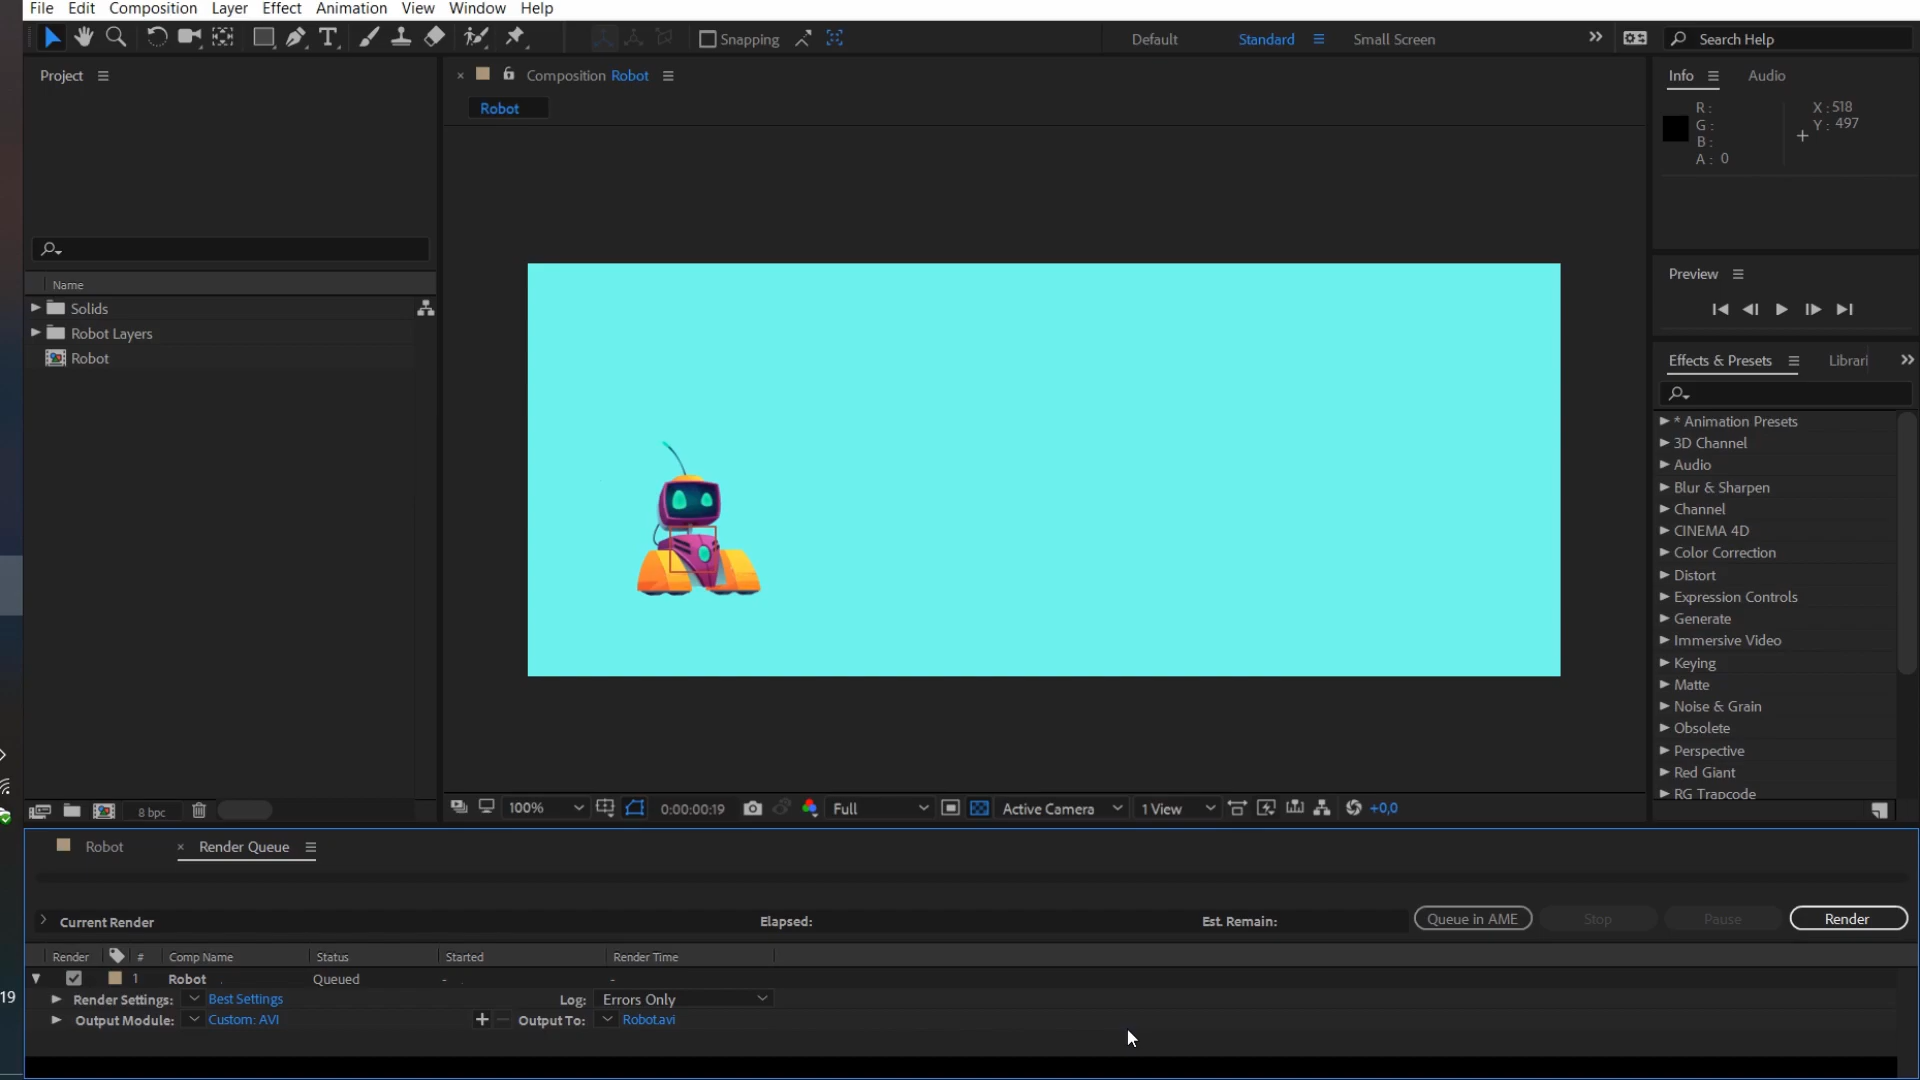 File Edit Composition Layer Effect Animation View Window Help
Snapping Default Standard Small Screen Search Help
Project
Composition Robot
Robot
Info Audio
R :
G :
B :
A : 0
X : 518
Y : 497
Name
Solids
Robot Layers
Robot
Preview
Effects & Presets Librari
* Animation Presets
3D Channel
Audio
Blur & Sharpen
Channel
CINEMA 4D
Color Correction
Distort
Expression Controls
Generate
Immersive Video
Keying
Matte
Noise & Grain
Obsolete
Perspective
Red Giant
RG Trapcode
8 bpc
100% 0:00:00:19 Full Active Camera 1 View +0,0
Robot Render Queue
Current Render Elapsed: Est. Remain: Queue in AME Stop Pause Render
Render # Comp Name Status Started Render Time
1 Robot Queued - -
Render Settings: Best Settings Log: Errors Only
Output Module: Custom: AVI Output To: Robot.avi
19